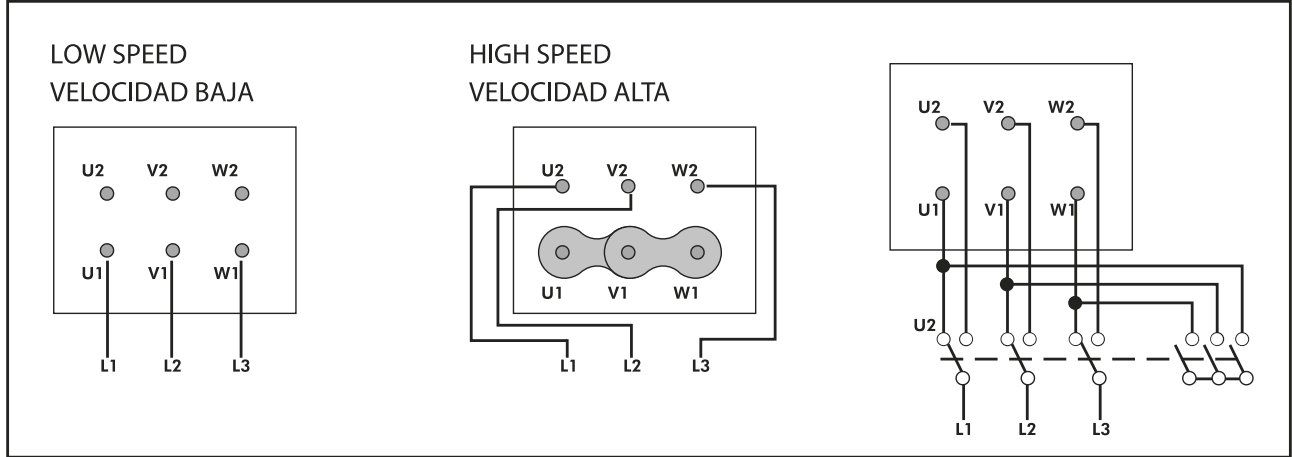 LOW SPEED
VELOCIDAD BAJA
U2 V2 W2
U1 V1 W1
L1 L2 L3
HIGH SPEED
VELOCIDAD ALTA
U2 V2 W2
U1 V1 W1
L1 L2 L3
U2 V2 W2
U1 V1 W1
U2
L1 L2 L3